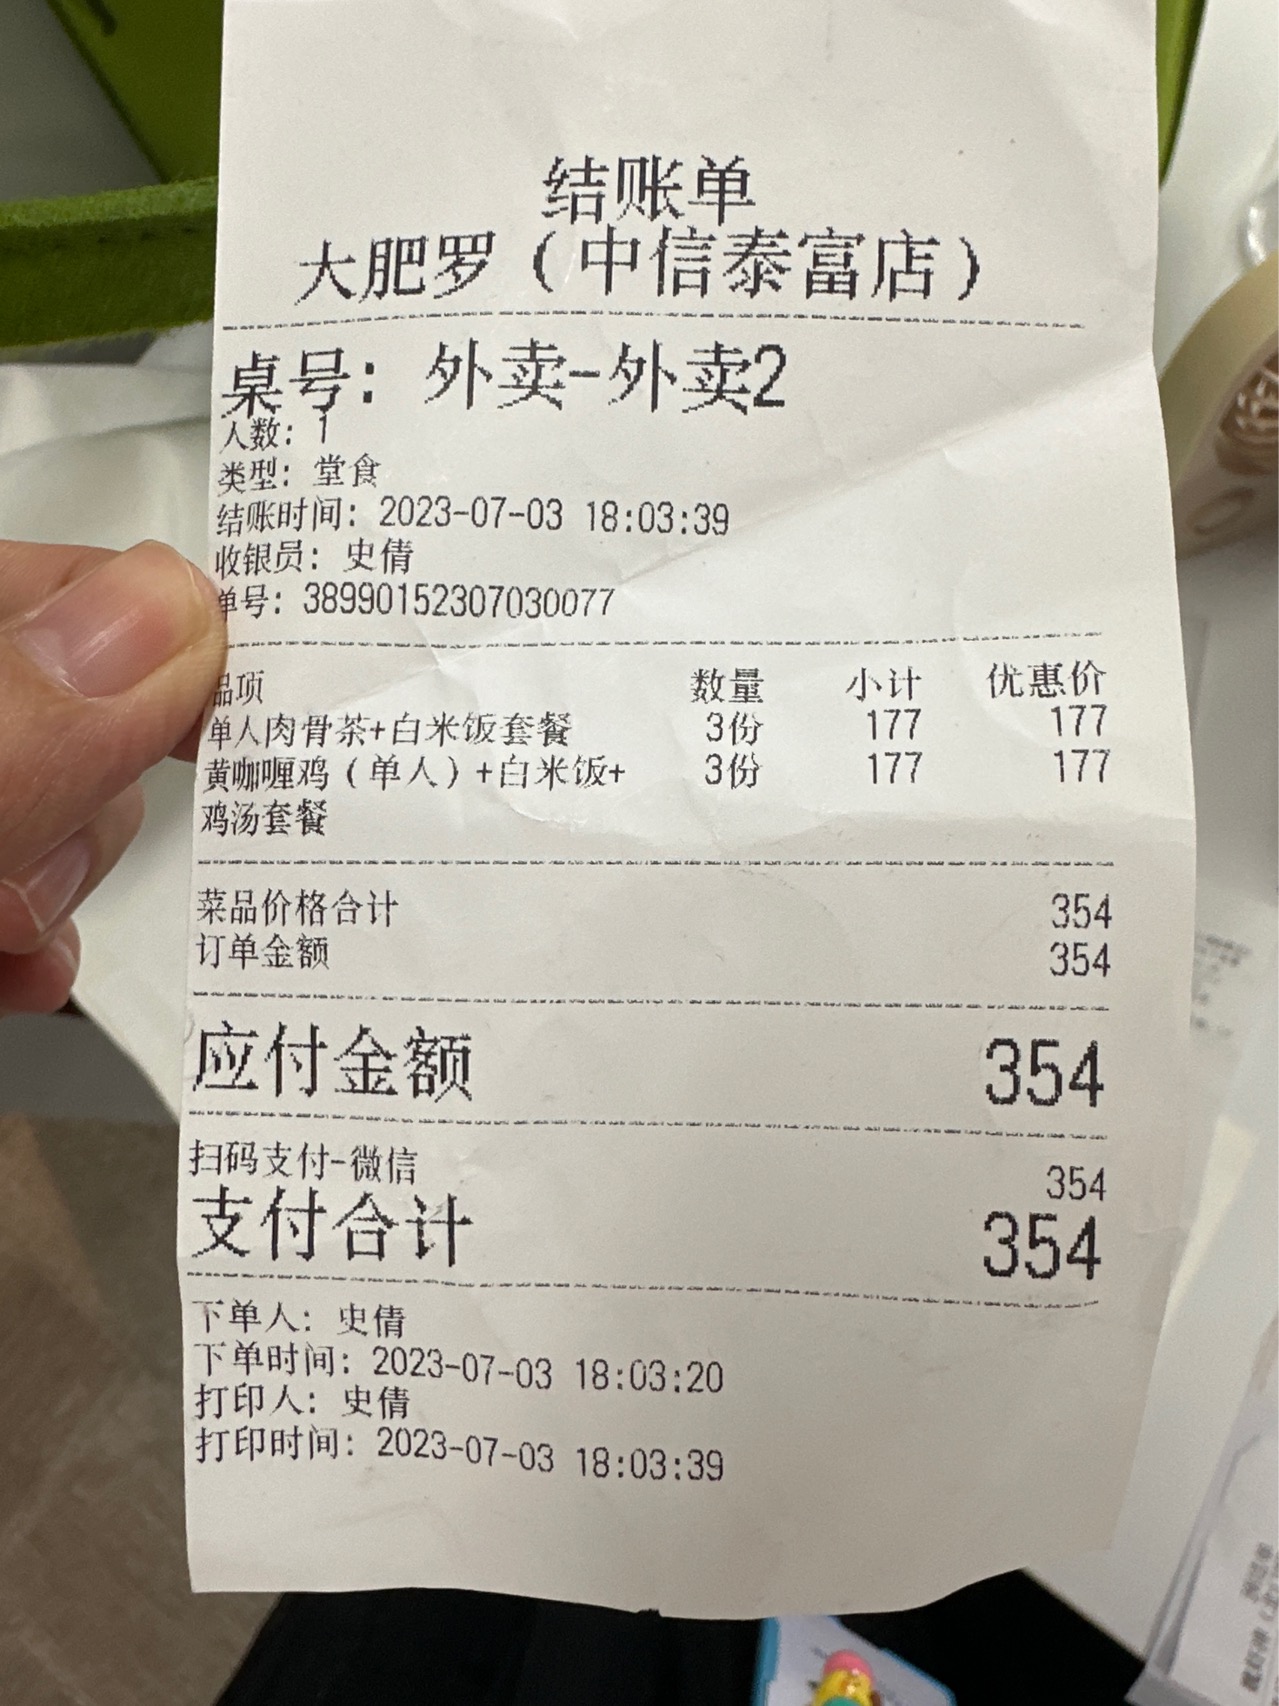 结账单
大肥罗（中信泰富店）
桌号：外卖-外卖2
人数：1
类型：堂食
结账时间：2023-07-03 18:03:39
收银员：史倩
单号：38990152307030077
品项 数量 小计 优惠价
单人肉骨茶+白米饭套餐 3份 177 177
黄咖喱鸡（单人）+白米饭+ 3份 177 177
鸡汤套餐
菜品价格合计 354
订单金额 354
应付金额 354
扫码支付-微信 354
支付合计 354
下单人：史倩
下单时间：2023-07-03 18:03:20
打印人：史倩
打印时间：2023-07-03 18:03:39